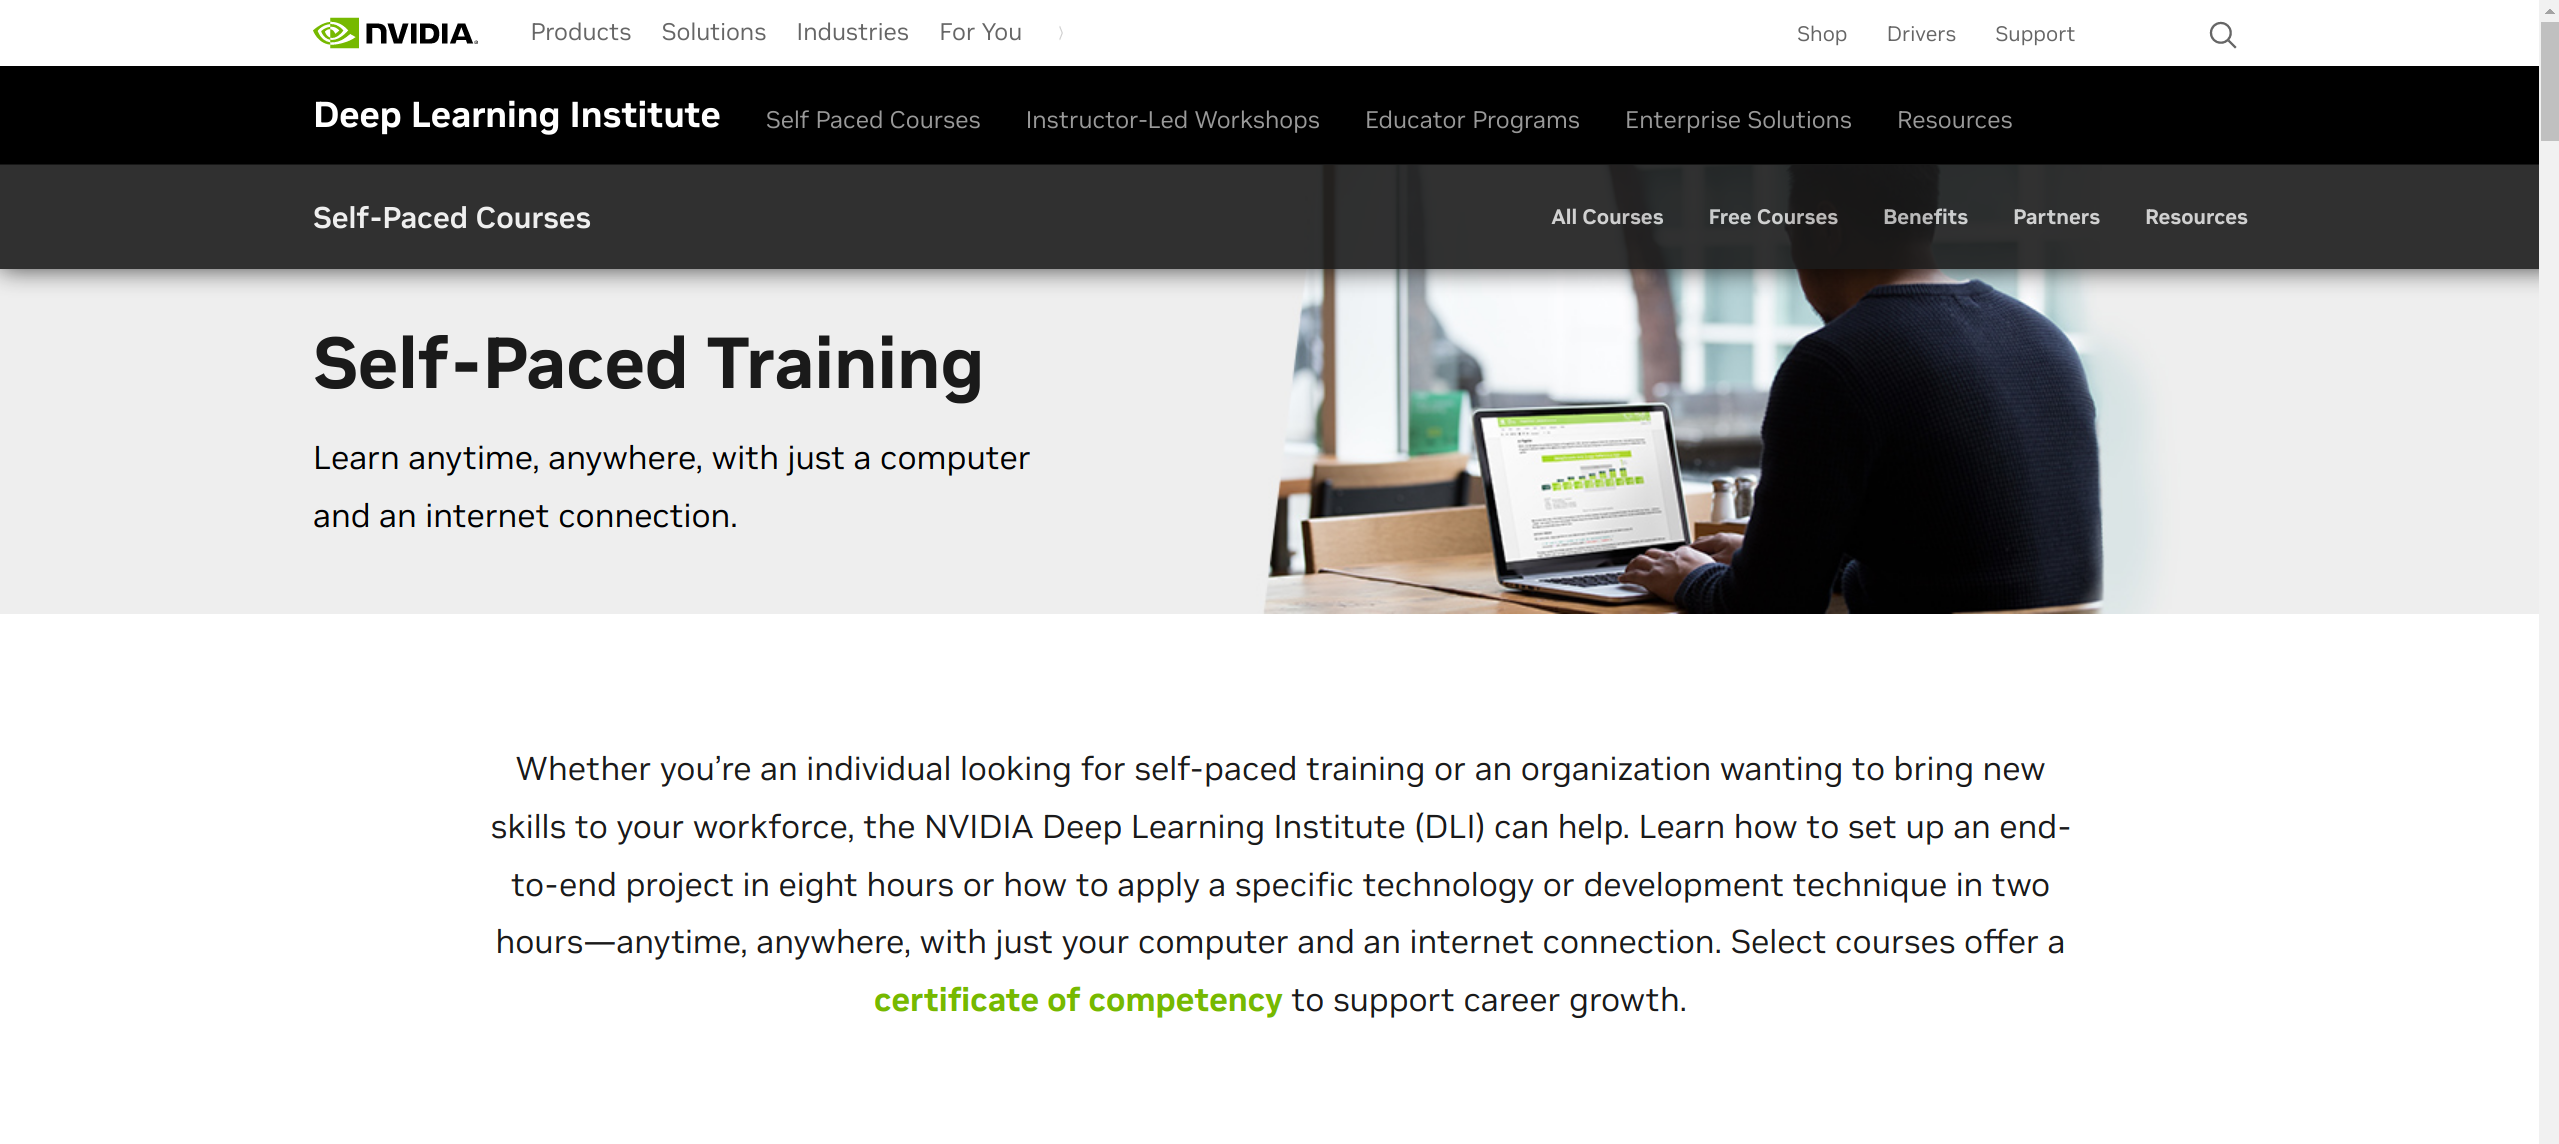 NVIDIA.
Products Solutions Industries For You
Shop Drivers Support
Deep Learning Institute
Self Paced Courses Instructor-Led Workshops Educator Programs Enterprise Solutions Resources
Self-Paced Courses
All Courses Free Courses Benefits Partners Resources
Self-Paced Training
Learn anytime, anywhere, with just a computer
and an internet connection.
Whether you’re an individual looking for self-paced training or an organization wanting to bring new
skills to your workforce, the NVIDIA Deep Learning Institute (DLI) can help. Learn how to set up an end-
to-end project in eight hours or how to apply a specific technology or development technique in two
hours—anytime, anywhere, with just your computer and an internet connection. Select courses offer a
certificate of competency to support career growth.